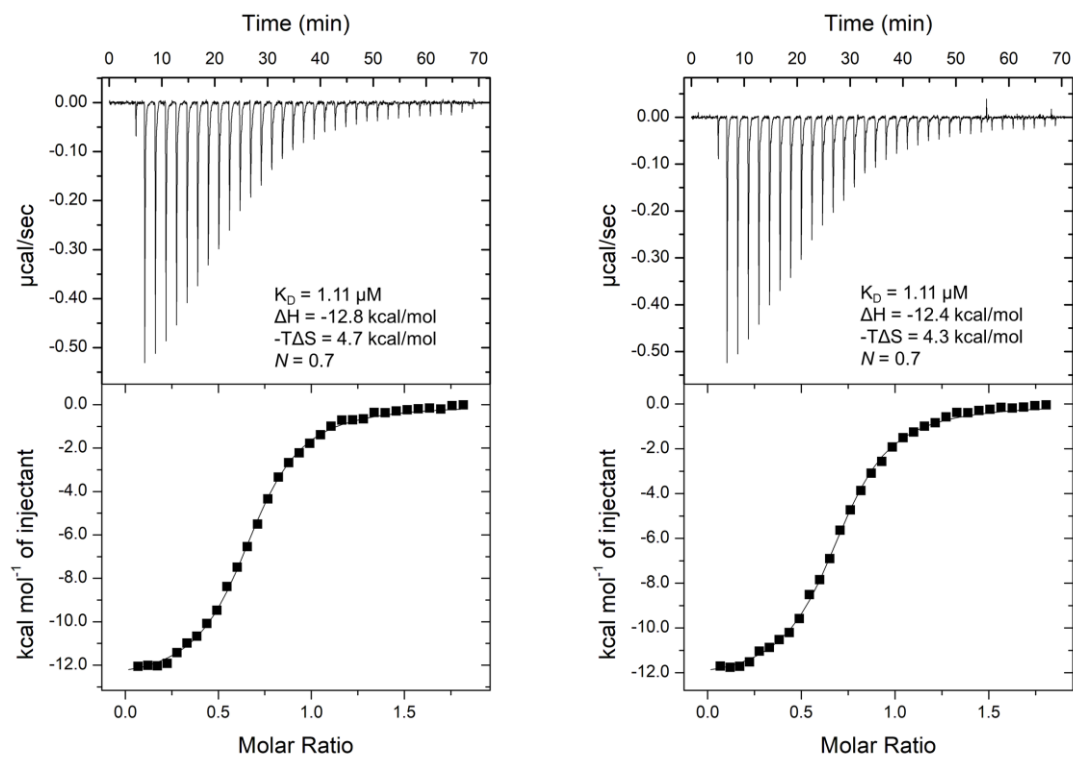 Time (min)
0 10 20 30 40 50 60 70
0.00
-0.10
-0.20
-0.30
-0.40
-0.50
µcal/sec
K_D = 1.11 µM
ΔH = -12.8 kcal/mol
-TΔS = 4.7 kcal/mol
N = 0.7
0.0
-2.0
-4.0
-6.0
-8.0
-10.0
-12.0
kcal mol⁻¹ of injectant
0.0 0.5 1.0 1.5
Molar Ratio
Time (min)
0 10 20 30 40 50 60 70
0.00
-0.10
-0.20
-0.30
-0.40
-0.50
µcal/sec
K_D = 1.11 µM
ΔH = -12.4 kcal/mol
-TΔS = 4.3 kcal/mol
N = 0.7
0.0
-2.0
-4.0
-6.0
-8.0
-10.0
-12.0
kcal mol⁻¹ of injectant
0.0 0.5 1.0 1.5
Molar Ratio